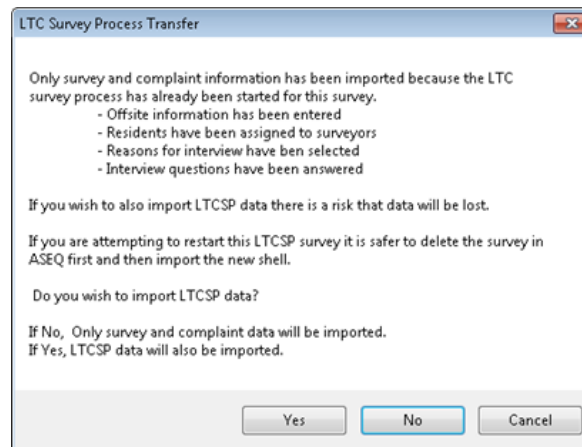 LTC Survey Process Transfer
Only survey and complaint information has been imported because the LTC
survey process has already been started for this survey.
- Offsite information has been entered
- Residents have been assigned to surveyors
- Reasons for interview have ben selected
- Interview questions have been answered
If you wish to also import LTCSP data there is a risk that data will be lost.
If you are attempting to restart this LTCSP survey it is safer to delete the survey in
ASEQ first and then import the new shell.
Do you wish to import LTCSP data?
If No, Only survey and complaint data will be imported.
If Yes, LTCSP data will also be imported.
Yes No Cancel